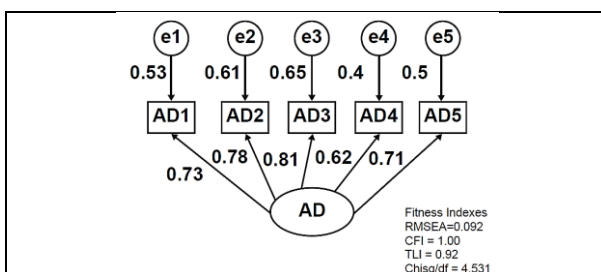 e1 e2 e3 e4 e5
0.53 0.61 0.65 0.4 0.5
AD1 AD2 AD3 AD4 AD5
0.73 0.78 0.81 0.62 0.71
AD
Fitness Indexes
RMSEA=0.092
CFI = 1.00
TLI = 0.92
Chisq/df = 4.531